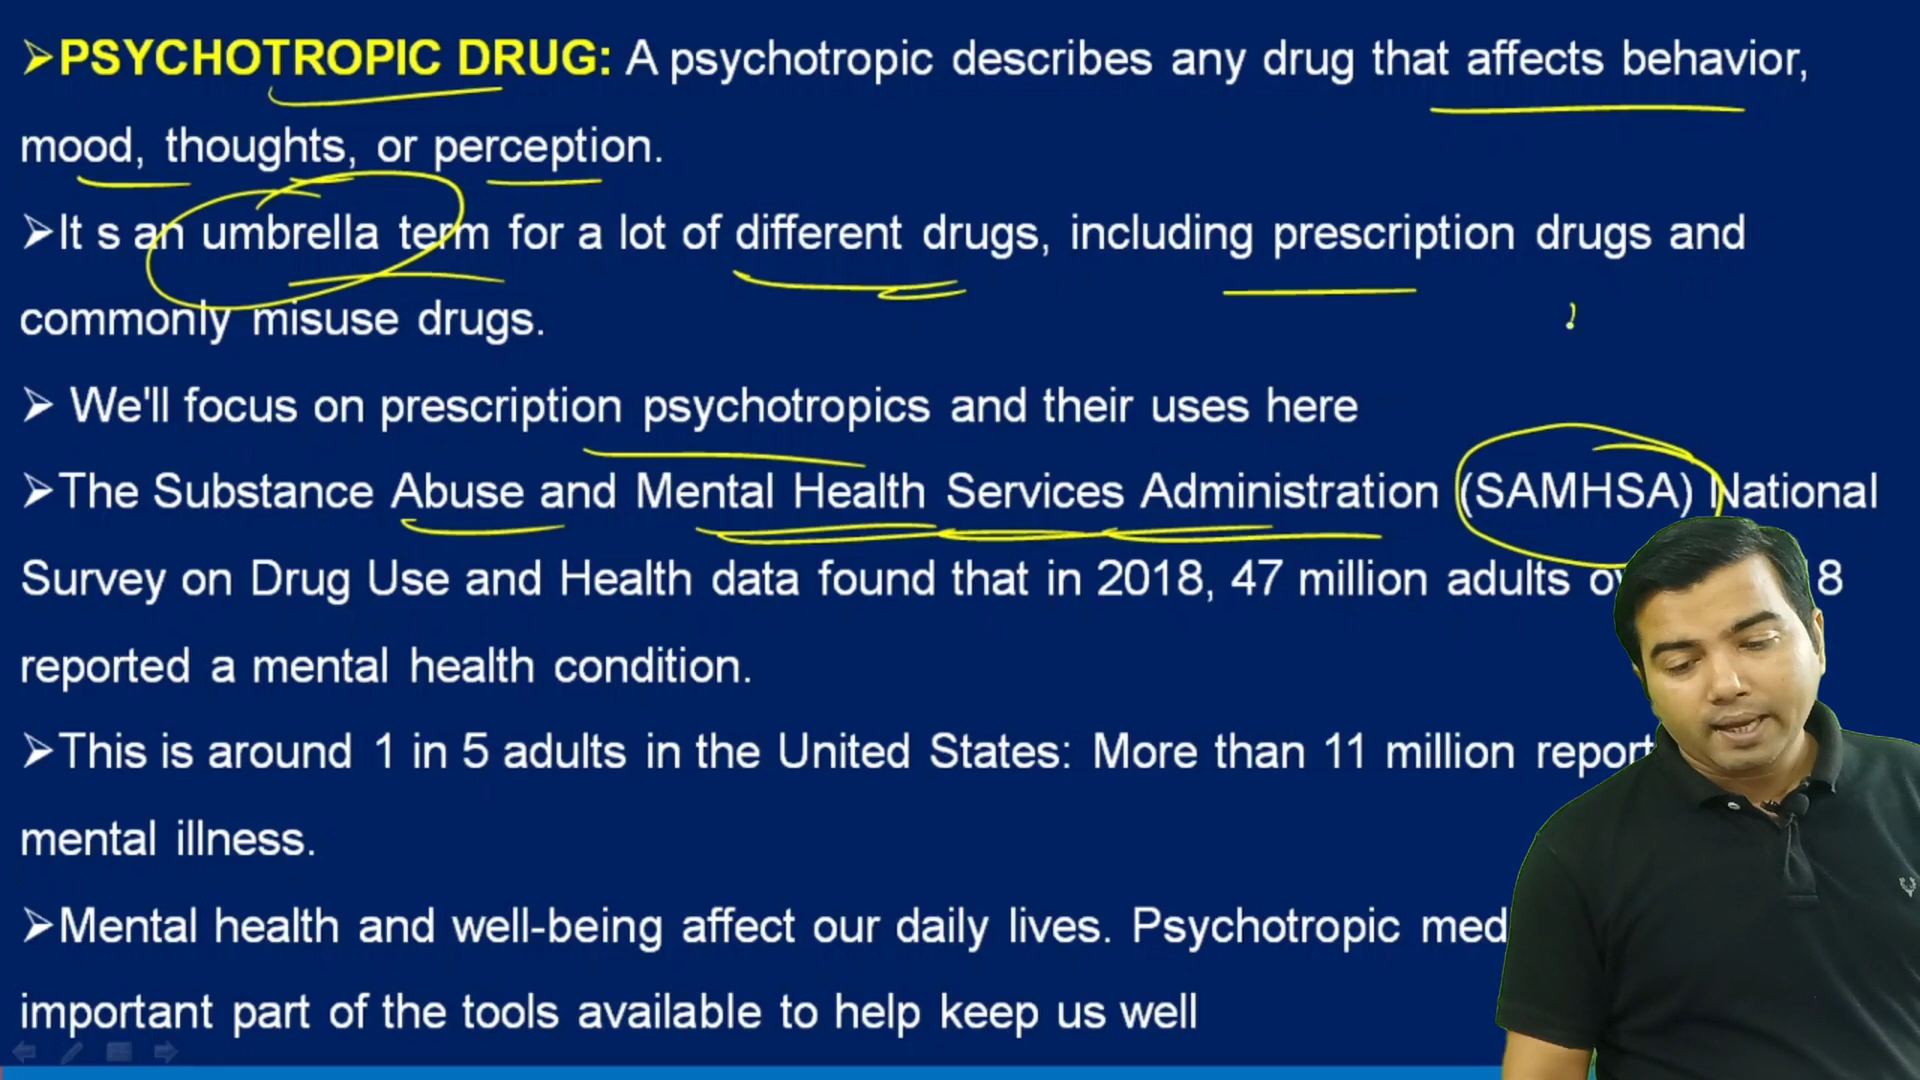 ➢PSYCHOTROPIC DRUG: A psychotropic describes any drug that affects behavior,
mood, thoughts, or perception.
➢It s an umbrella term for a lot of different drugs, including prescription drugs and
commonly misuse drugs.
➢ We'll focus on prescription psychotropics and their uses here
➢The Substance Abuse and Mental Health Services Administration (SAMHSA) National
Survey on Drug Use and Health data found that in 2018, 47 million adults 8
reported a mental health condition.
➢This is around 1 in 5 adults in the United States: More than 11 million
mental illness.
➢Mental health and well-being affect our daily lives. Psychotropic
important part of the tools available to help keep us well